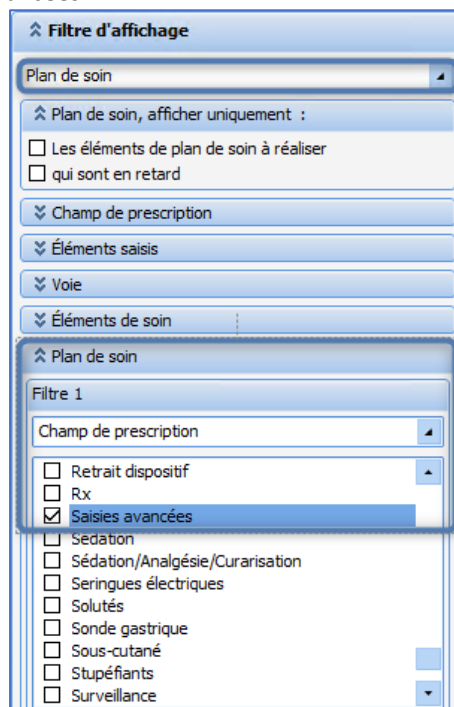 Filtre d'affichage
Plan de soin
Plan de soin, afficher uniquement :
Les éléments de plan de soin à réaliser
qui sont en retard
Champ de prescription
Éléments saisis
Voie
Éléments de soin
Plan de soin
Filtre 1
Champ de prescription
Retrait dispositif
Rx
Saisies avancées
Sédation
Sédation/Analgésie/Curarisation
Seringues électriques
Solutés
Sonde gastrique
Sous-cutané
Stupéfiants
Surveillance